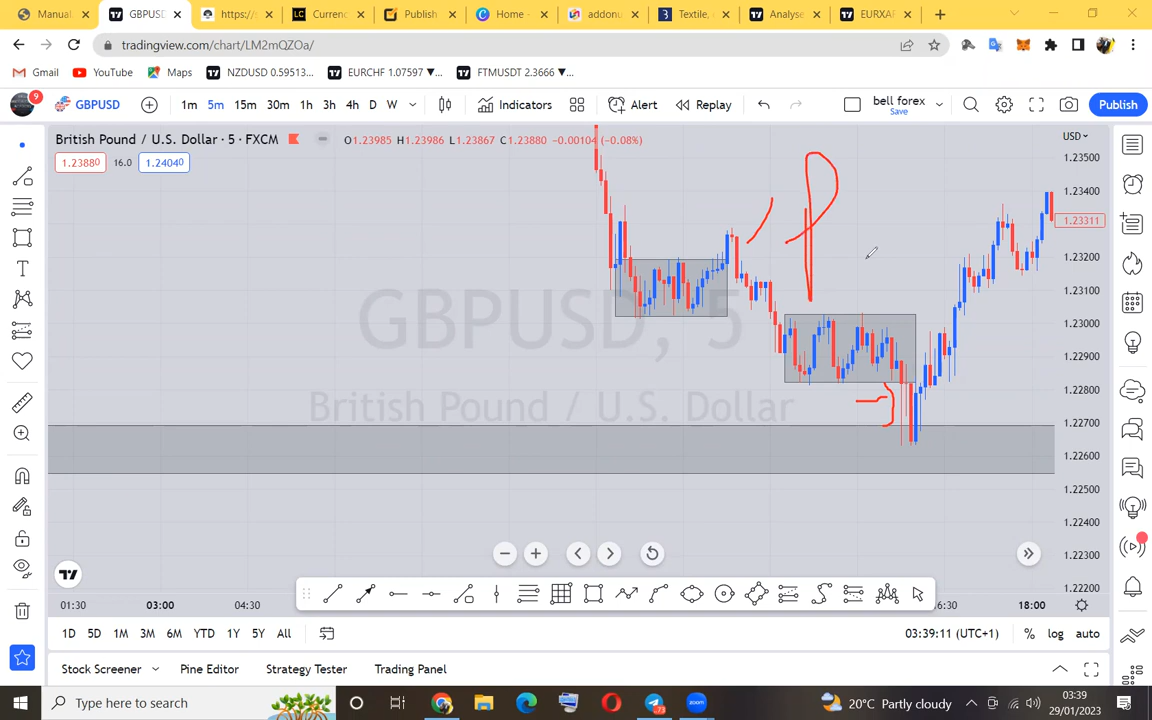 Manual
GBPUSD
https://
Curren
Publish
Home -
addonu
Textile,
Analyse
EURXA
tradingview.com/chart/LM2mQZOa/
Gmail YouTube Maps NZDUSD 0.59513... EURCHF 1.07597 ▼... FTMUSDT 2.3666 ▼...
9 GBPUSD 1m 5m 15m 30m 1h 3h 4h D W Indicators Alert Replay bell forex Save Publish
British Pound / U.S. Dollar · 5 · FXCM O1.23985 H1.23986 L1.23867 C1.23880 −0.00104 (−0.08%) USD
1.23880 16.0 1.24040
1.23500
1.23400
1.23311
1.23200
1.23100
1.23000
1.22900
1.22800
1.22700
1.22600
1.22500
1.22400
1.22300
1.22200
GBPUSD, 5
British Pound / U.S. Dollar
01:30 03:00 04:30 16:30 18:00
1D 5D 1M 3M 6M YTD 1Y 5Y All 03:39:11 (UTC+1) % log auto
Stock Screener Pine Editor Strategy Tester Trading Panel
Type here to search 20°C Partly cloudy 03:39
29/01/2023